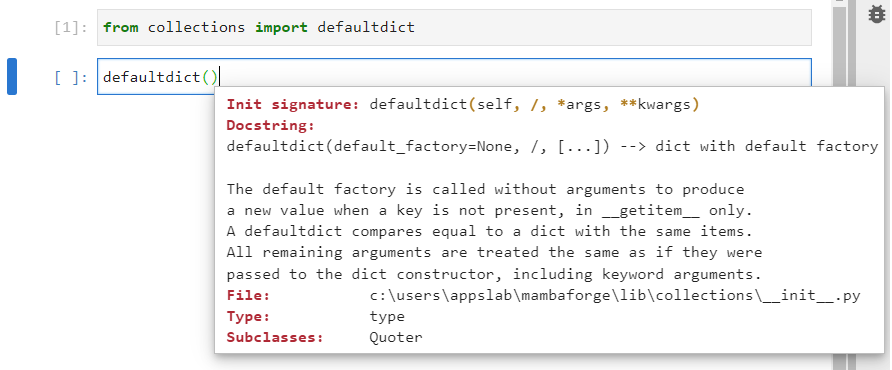 [1]: from collections import defaultdict
[ ]: defaultdict()
Init signature: defaultdict(self, /, *args, **kwargs)
Docstring:
defaultdict(default_factory=None, /, [...]) --> dict with default factory
The default factory is called without arguments to produce
a new value when a key is not present, in __getitem__ only.
A defaultdict compares equal to a dict with the same items.
All remaining arguments are treated the same as if they were
passed to the dict constructor, including keyword arguments.
File: c:\users\appslab\mambaforge\lib\collections\__init__.py
Type: type
Subclasses: Quoter